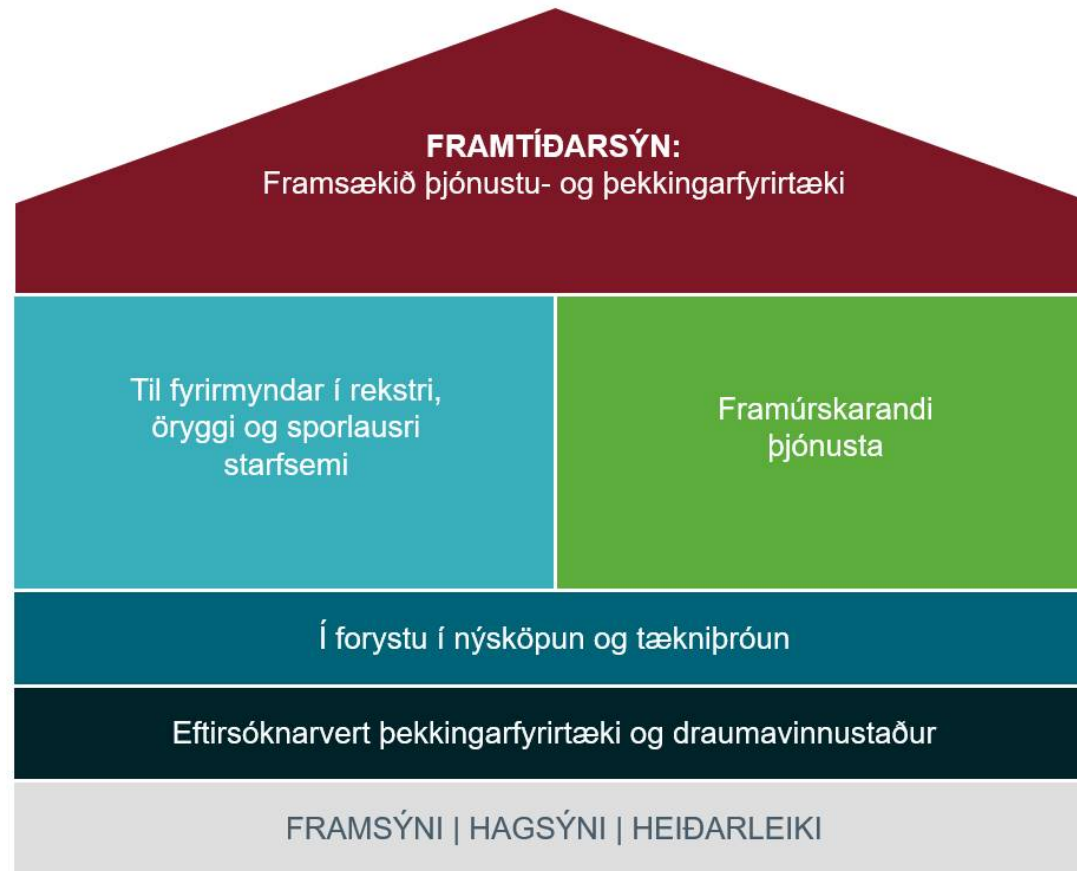 FRAMTÍÐARSÝN:
Framsækið þjónustu- og þekkingarfyrirtæki
Til fyrirmyndar í rekstri,
öryggi og sporlausri
starfsemi
Framúrskarandi
þjónusta
Í forystu í nýsköpun og tækniþróun
Eftirsóknarvert þekkingarfyrirtæki og draumavinnustaður
FRAMSÝNI | HAGSÝNI | HEIÐARLEIKI